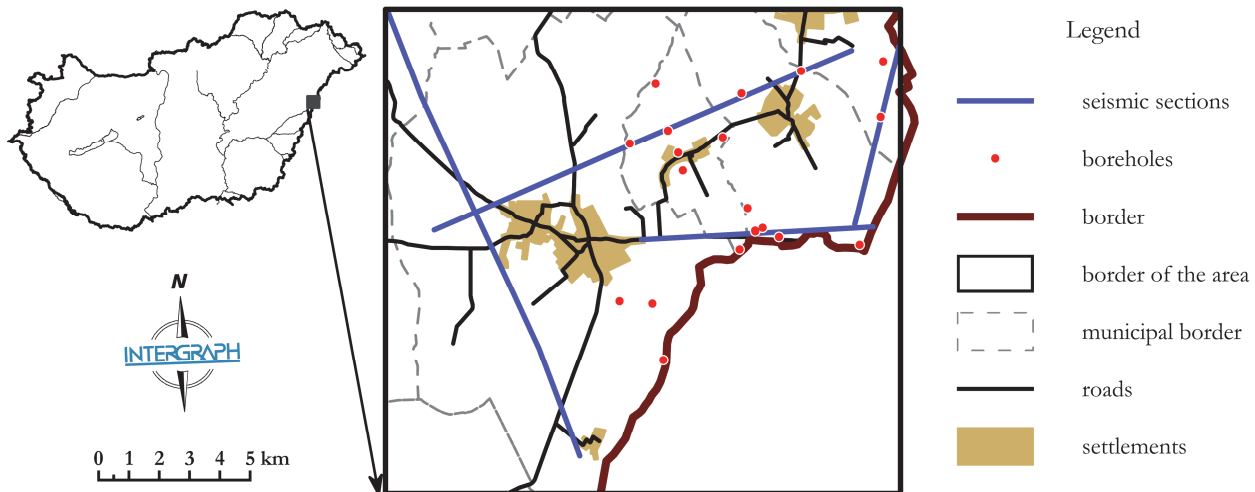 Legend
seismic sections
boreholes
border
border of the area
municipal border
roads
settlements
N
INTERGRAPH
0 1 2 3 4 5 km